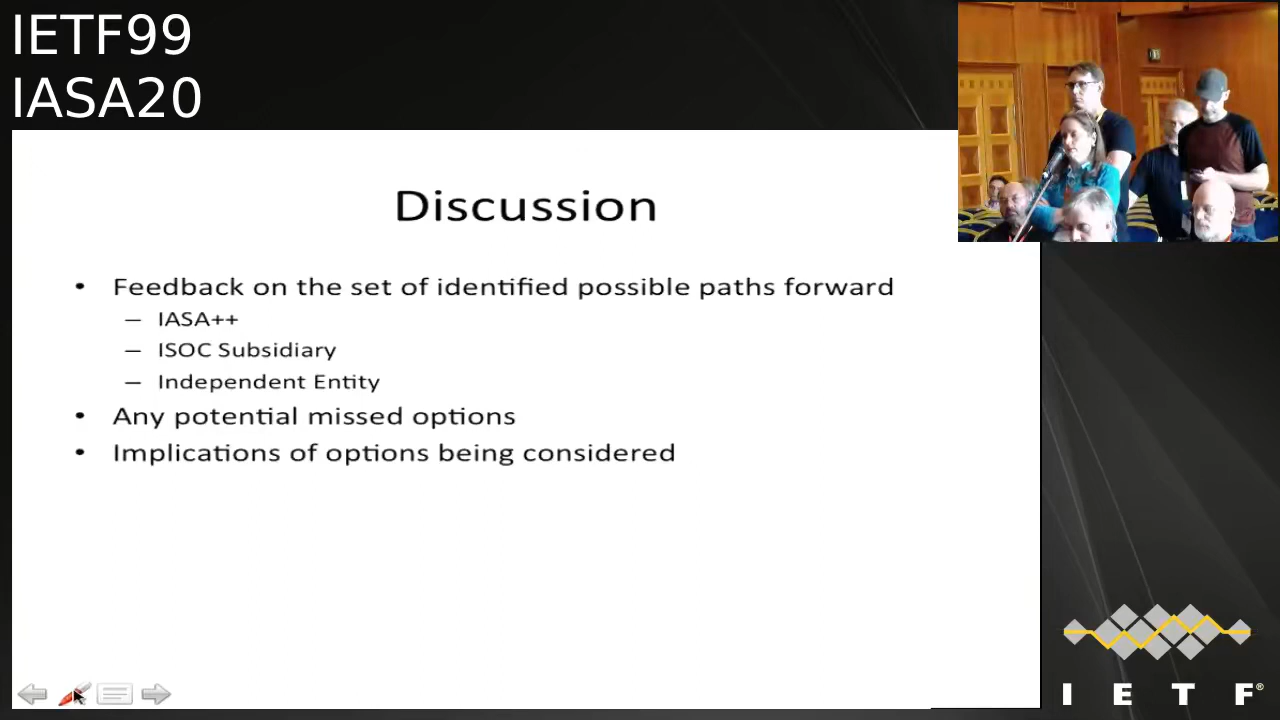 IETF99
IASA20
Discussion
• Feedback on the set of identified possible paths forward
– IASA++
– ISOC Subsidiary
– Independent Entity
• Any potential missed options
• Implications of options being considered
I E T F®